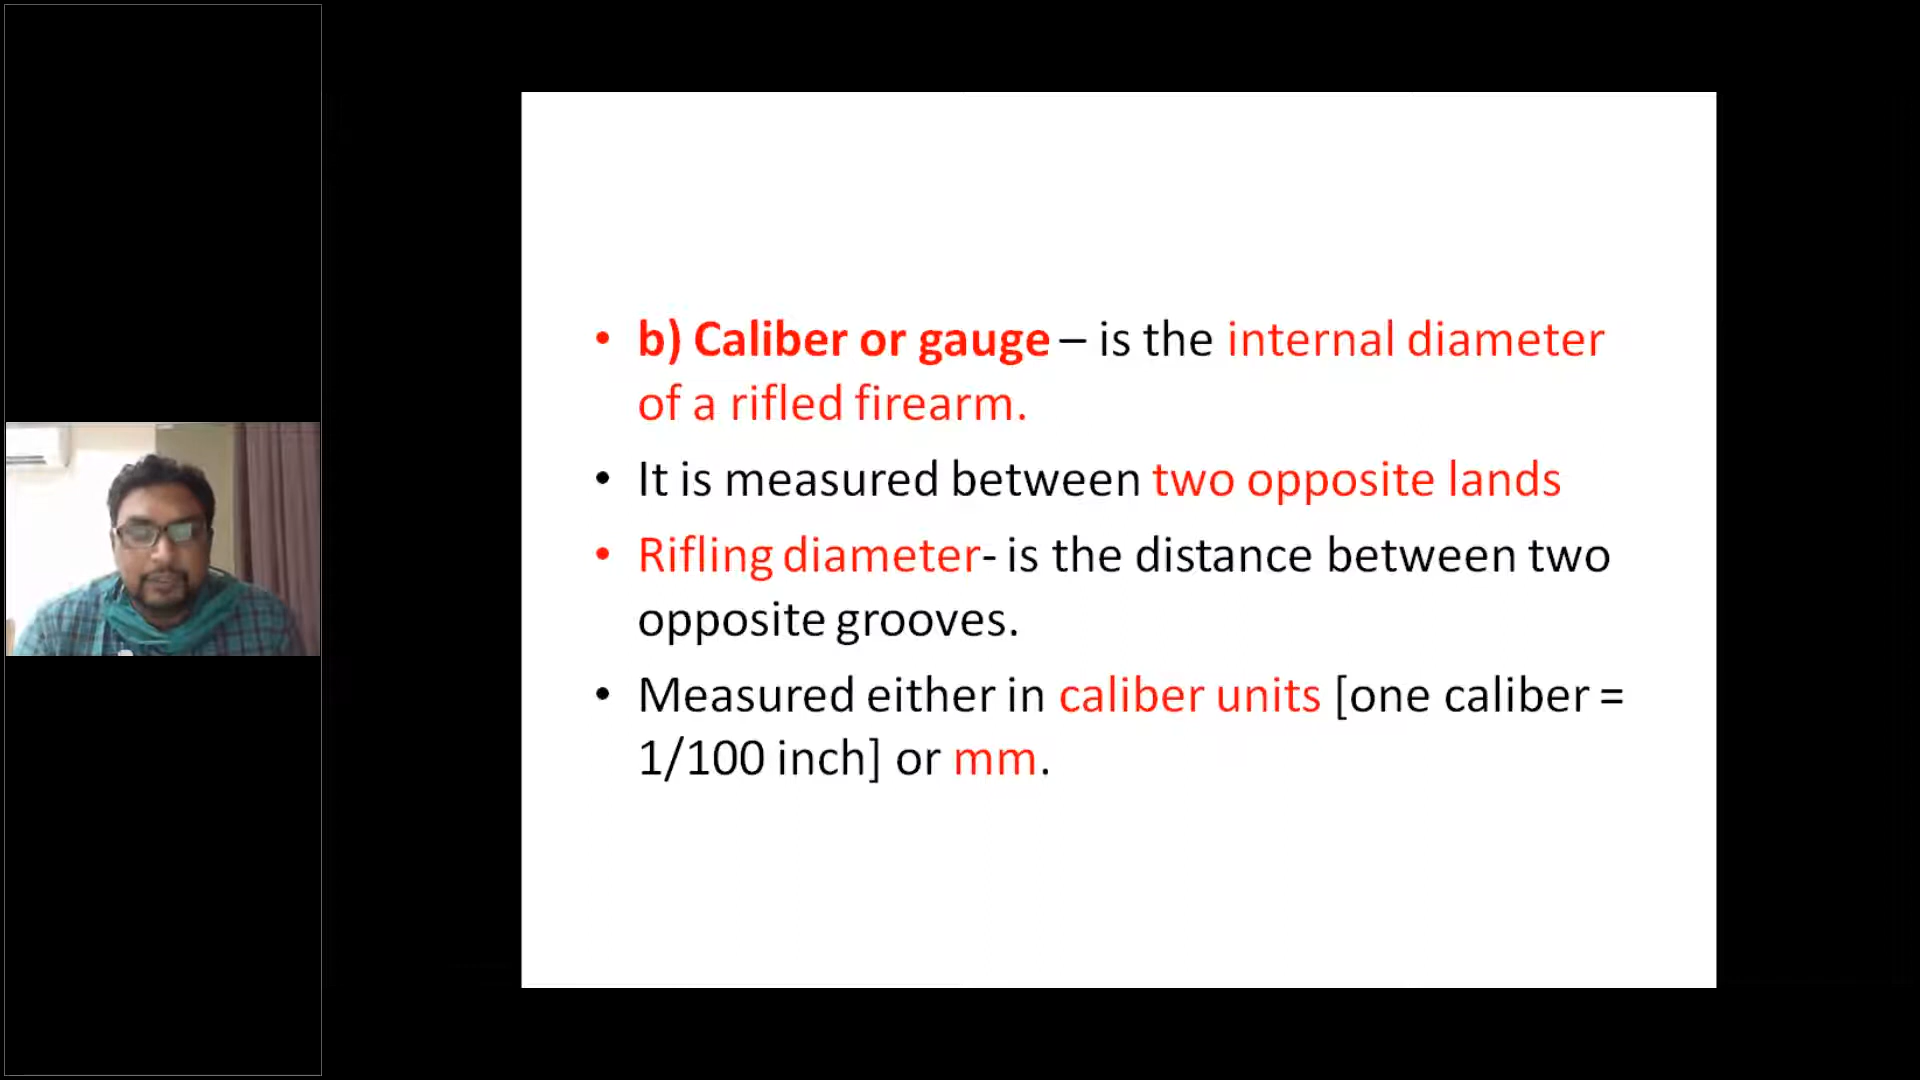 • b) Caliber or gauge – is the internal diameter
of a rifled firearm.
• It is measured between two opposite lands
• Rifling diameter- is the distance between two
opposite grooves.
• Measured either in caliber units [one caliber =
1/100 inch] or mm.